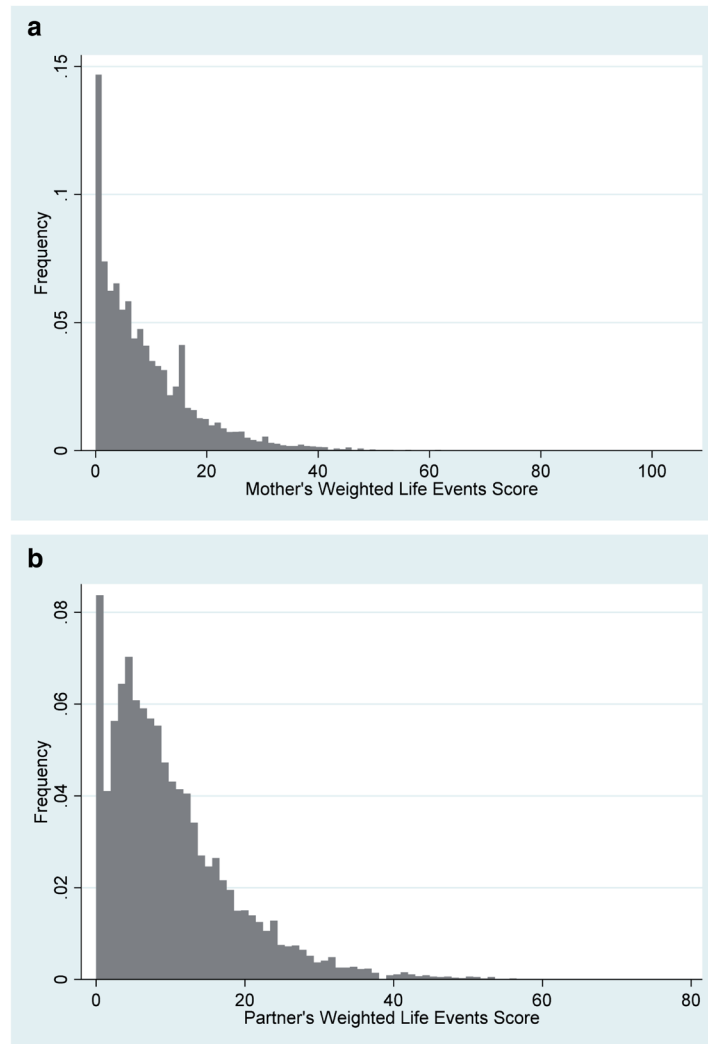 a
.15
.1
.05
0
Frequency
0 20 40 60 80 100
Mother's Weighted Life Events Score
b
.08
.06
.04
.02
0
Frequency
0 20 40 60 80
Partner's Weighted Life Events Score